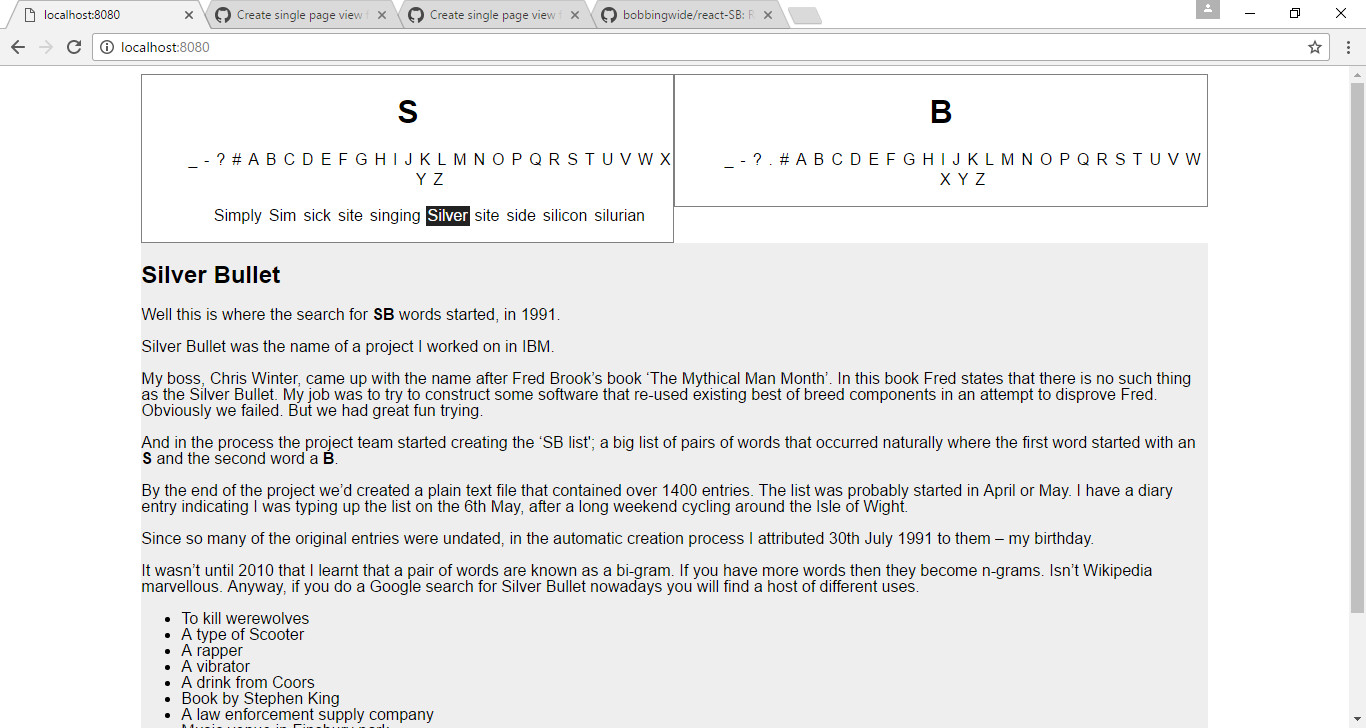 localhost:8080
Create single page view f
Create single page view f
bobbingwide/react-SB: R
localhost:8080
S
_ - ? # A B C D E F G H I J K L M N O P Q R S T U V W X
Y Z
Simply Sim sick site singing Silver site side silicon silurian
B
_ - ? . # A B C D E F G H I J K L M N O P Q R S T U V W
X Y Z
Silver Bullet
Well this is where the search for SB words started, in 1991.
Silver Bullet was the name of a project I worked on in IBM.
My boss, Chris Winter, came up with the name after Fred Brook’s book ‘The Mythical Man Month’. In this book Fred states that there is no such thing
as the Silver Bullet. My job was to try to construct some software that re-used existing best of breed components in an attempt to disprove Fred.
Obviously we failed. But we had great fun trying.
And in the process the project team started creating the ‘SB list'; a big list of pairs of words that occurred naturally where the first word started with an
S and the second word a B.
By the end of the project we’d created a plain text file that contained over 1400 entries. The list was probably started in April or May. I have a diary
entry indicating I was typing up the list on the 6th May, after a long weekend cycling around the Isle of Wight.
Since so many of the original entries were undated, in the automatic creation process I attributed 30th July 1991 to them – my birthday.
It wasn’t until 2010 that I learnt that a pair of words are known as a bi-gram. If you have more words then they become n-grams. Isn’t Wikipedia
marvellous. Anyway, if you do a Google search for Silver Bullet nowadays you will find a host of different uses.
To kill werewolves
A type of Scooter
A rapper
A vibrator
A drink from Coors
Book by Stephen King
A law enforcement supply company
Music venue in Finsbury park